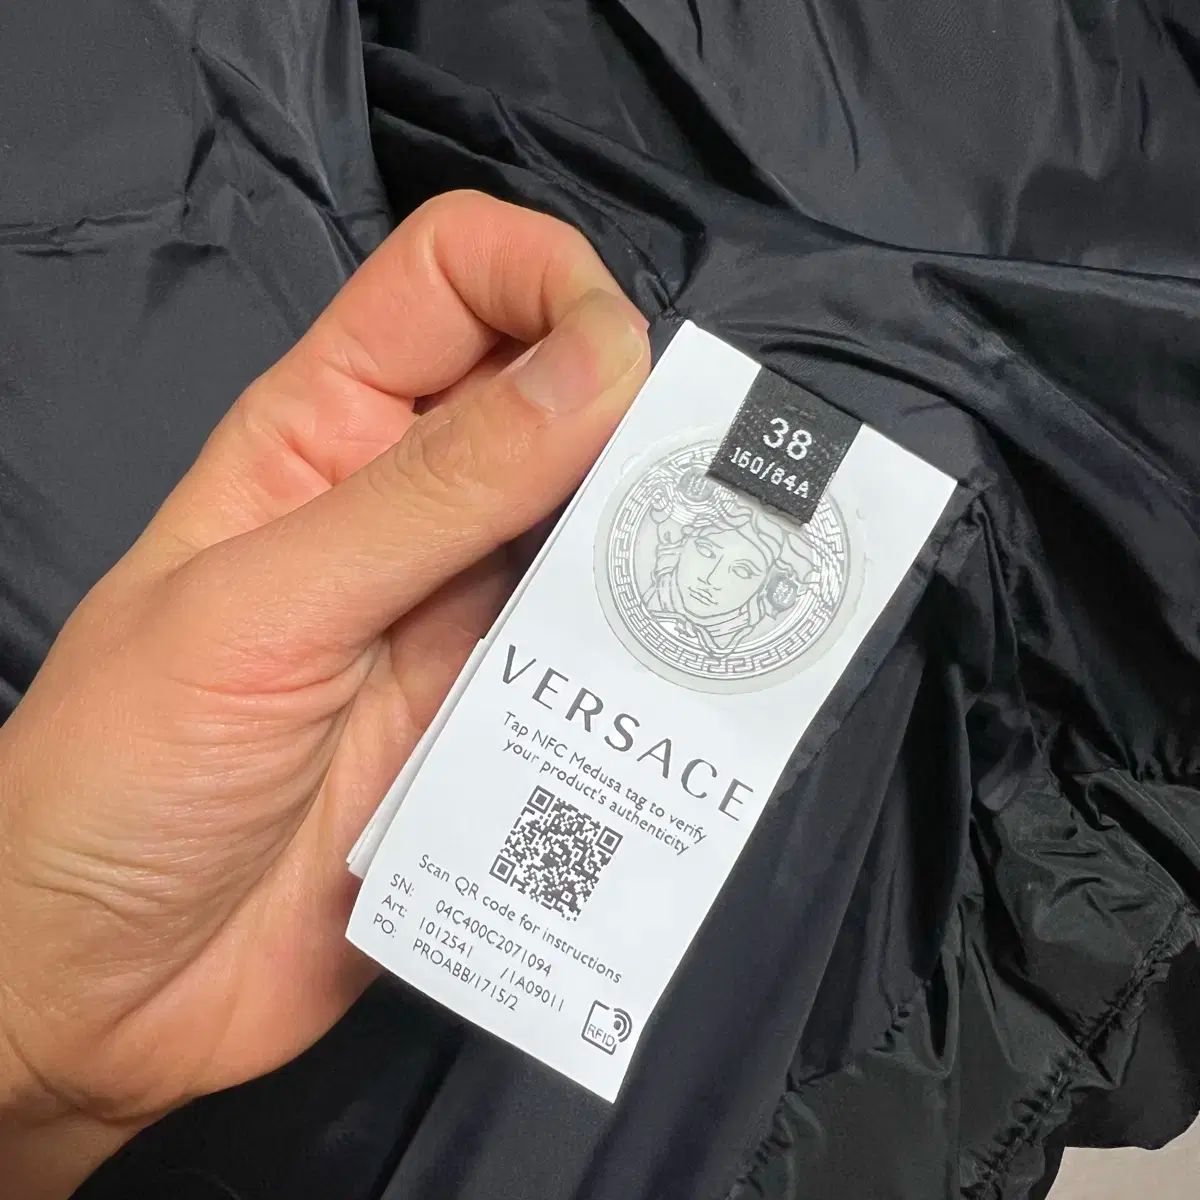 38
160/84A
VERSACE
Tap NFC Medusa tag to verify
your product's authenticity
Scan QR code for instructions
SN: 04C400C2071094
Art: 1012541 /1A09011
PO: PROABB/1715/2
RFID